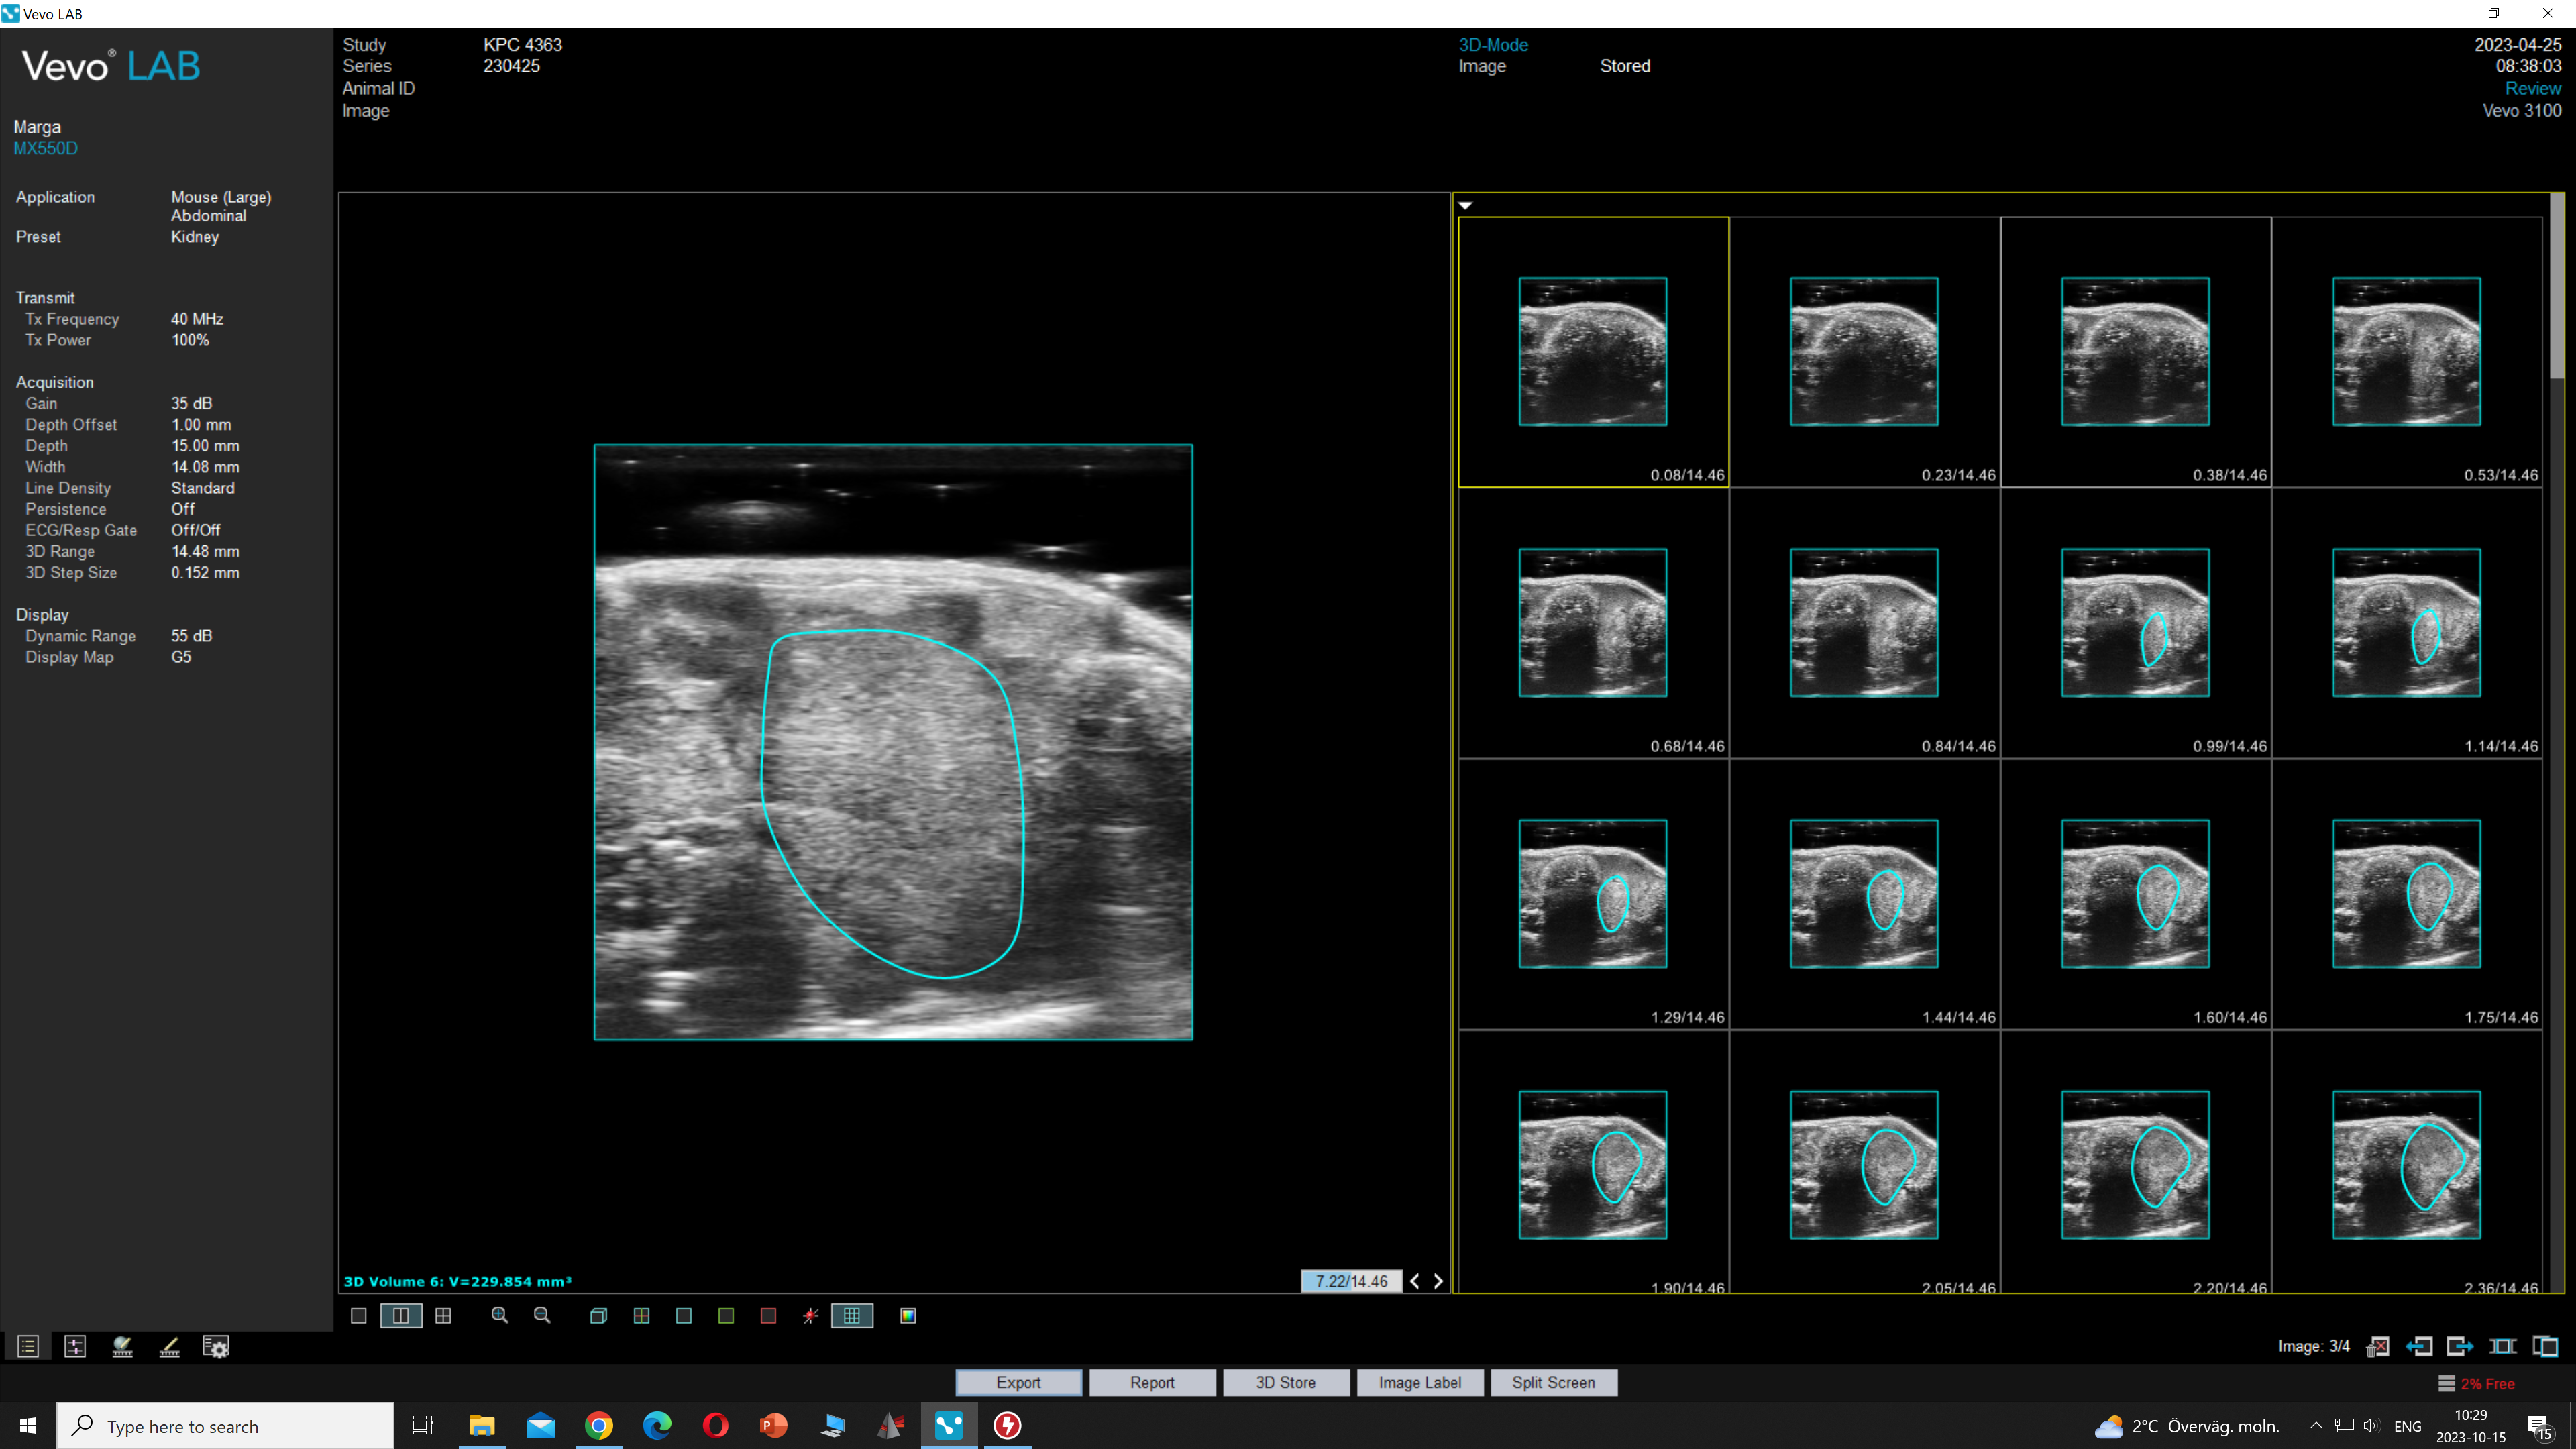 Vevo LAB
Vevo® LAB
Marga
MX550D
Application Mouse (Large)
Abdominal
Preset Kidney
Transmit
Tx Frequency 40 MHz
Tx Power 100%
Acquisition
Gain 35 dB
Depth Offset 1.00 mm
Depth 15.00 mm
Width 14.08 mm
Line Density Standard
Persistence Off
ECG/Resp Gate Off/Off
3D Range 14.48 mm
3D Step Size 0.152 mm
Display
Dynamic Range 55 dB
Display Map G5
Study KPC 4363
Series 230425
Animal ID
Image
3D-Mode
Image Stored
2023-04-25
08:38:03
Review
Vevo 3100
3D Volume 6: V=229.854 mm³
7.22/14.46
0.08/14.46 0.23/14.46 0.38/14.46 0.53/14.46
0.68/14.46 0.84/14.46 0.99/14.46 1.14/14.46
1.29/14.46 1.44/14.46 1.60/14.46 1.75/14.46
1.90/14.46 2.05/14.46 2.20/14.46 2.36/14.46
Image: 3/4
Export Report 3D Store Image Label Split Screen
2% Free
Type here to search
2°C Överväg. moln.
ENG
10:29
2023-10-15
15